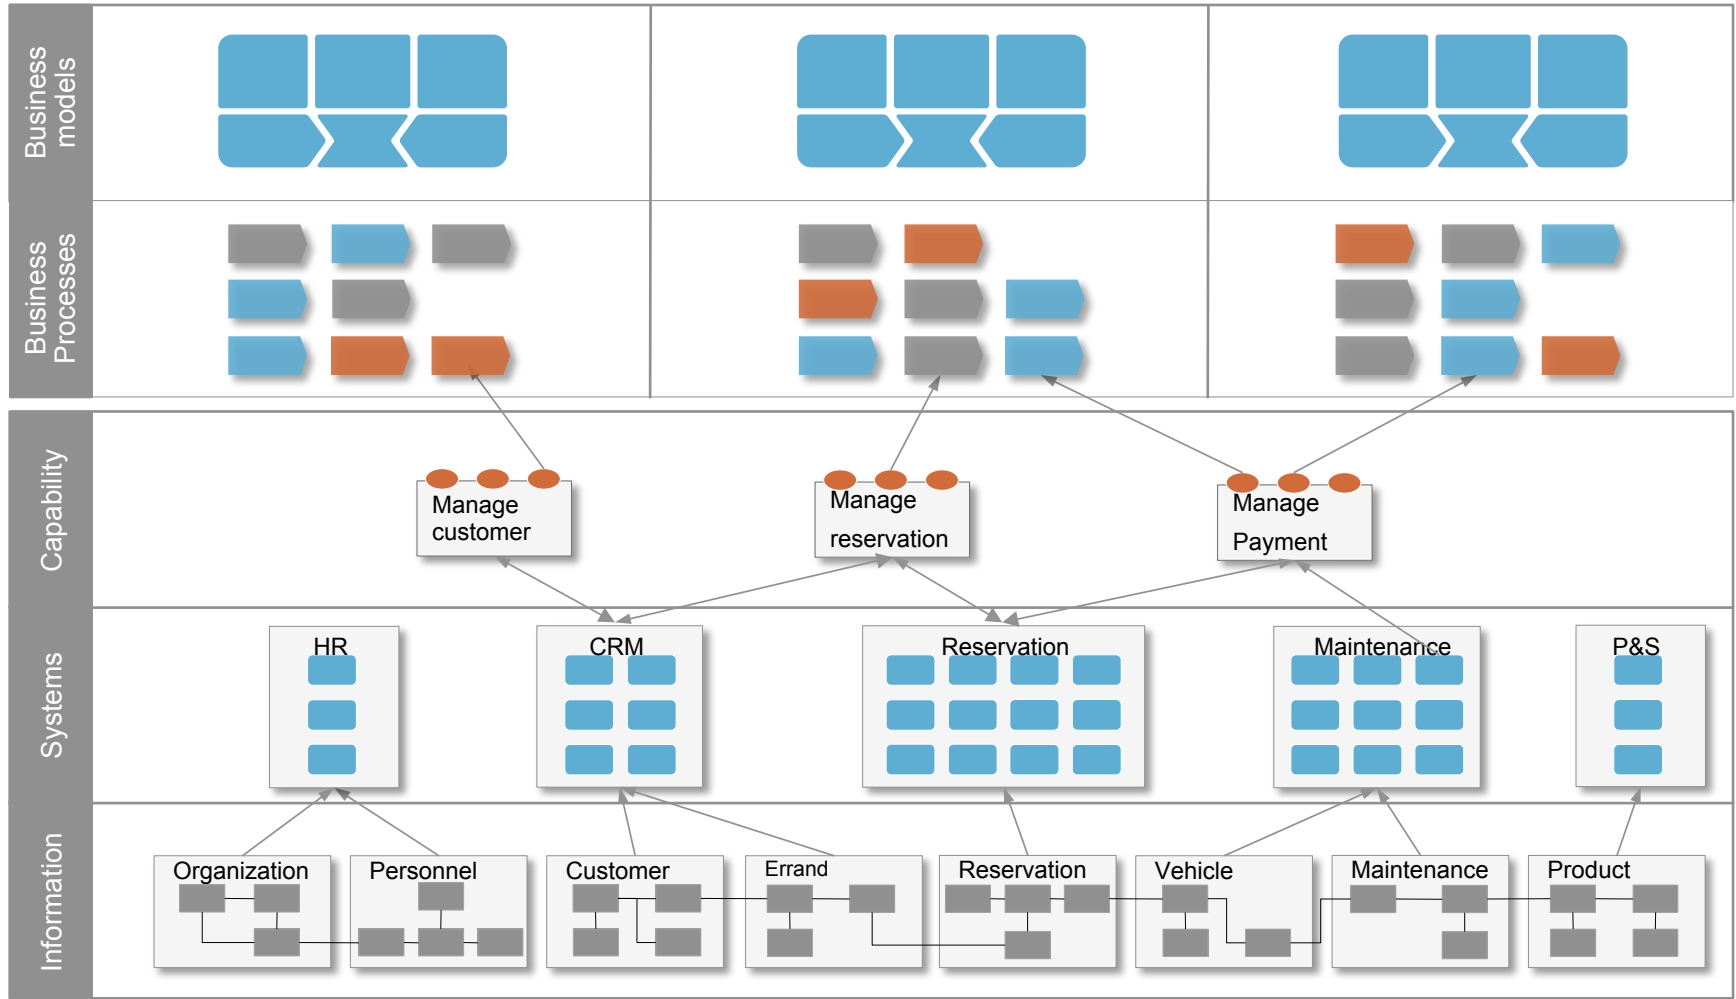 Business
models
Business
Processes
Capability
Manage
customer
Manage
reservation
Manage
Payment
Systems
HR
CRM
Reservation
Maintenance
P&S
Information
Organization
Personnel
Customer
Errand
Reservation
Vehicle
Maintenance
Product